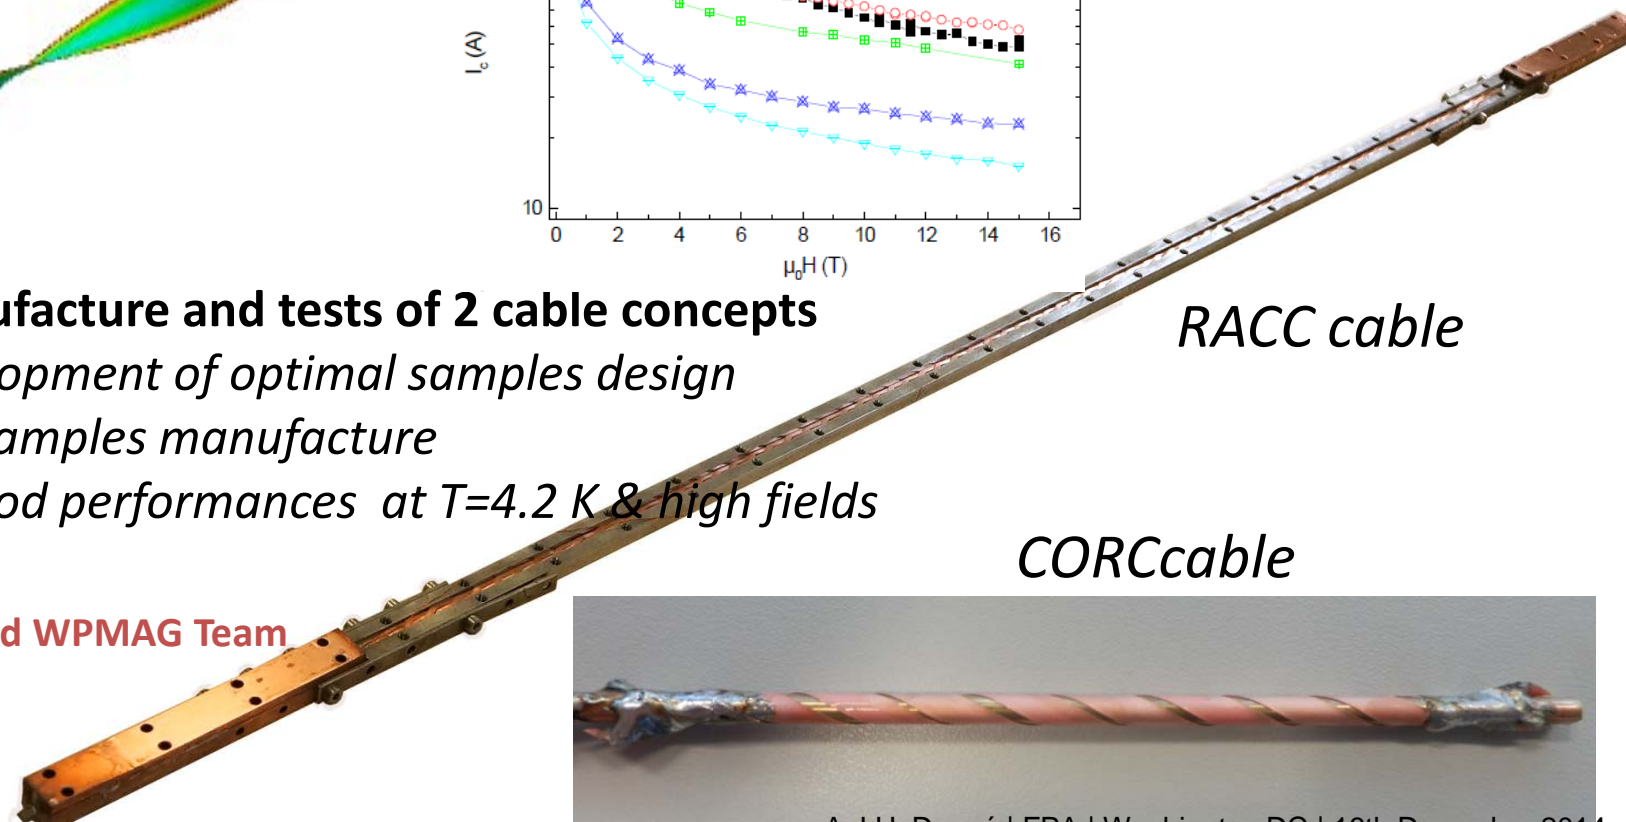 I_c (A)
10
0 2 4 6 8 10 12 14 16
μ₀H (T)
ufacture and tests of 2 cable concepts
RACC cable
opment of optimal samples design
amples manufacture
od performances at T=4.2 K & high fields
CORCcable
d WPMAG Team